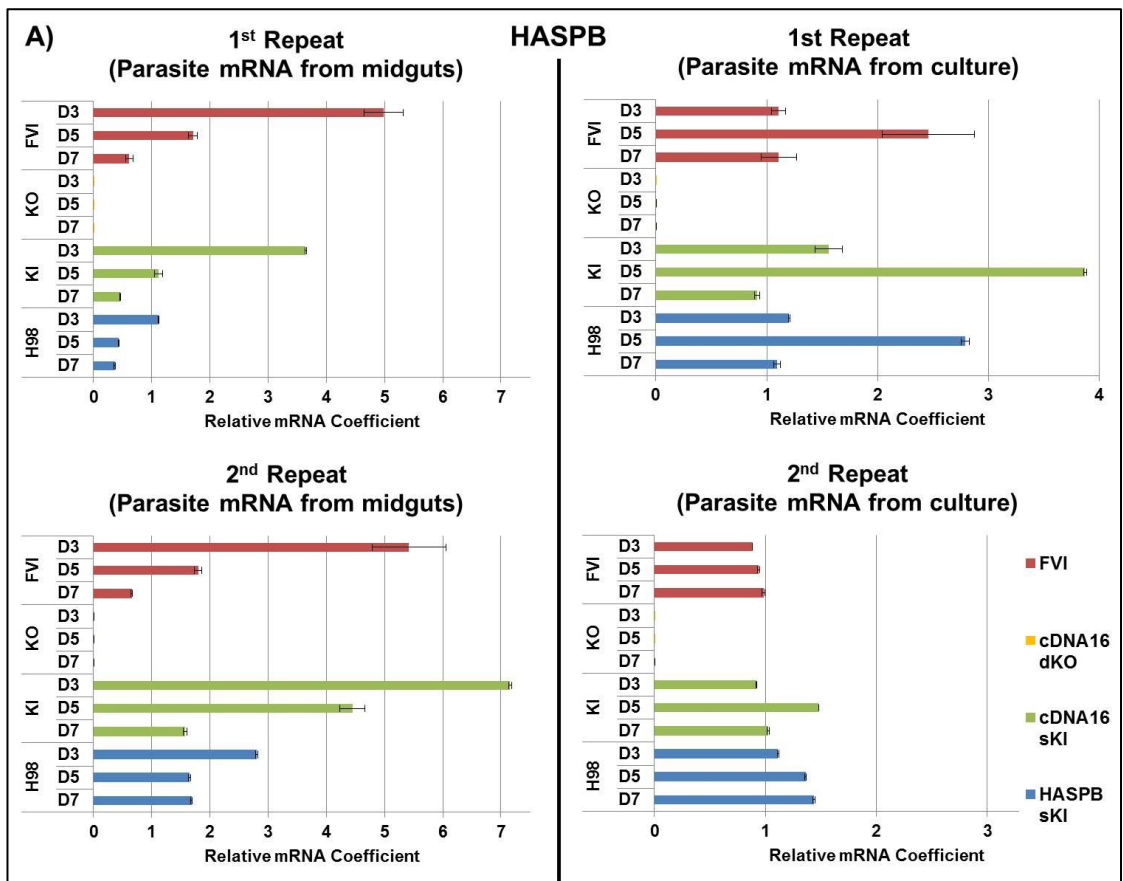 A)
HASPB
1st Repeat
(Parasite mRNA from midguts)
FVI
D3
D5
D7
KO
D3
D5
D7
KI
D3
D5
D7
H98
D3
D5
D7
0 1 2 3 4 5 6 7
Relative mRNA Coefficient
1st Repeat
(Parasite mRNA from culture)
FVI
D3
D5
D7
KO
D3
D5
D7
KI
D3
D5
D7
H98
D3
D5
D7
0 1 2 3 4
Relative mRNA Coefficient
2nd Repeat
(Parasite mRNA from midguts)
FVI
D3
D5
D7
KO
D3
D5
D7
KI
D3
D5
D7
H98
D3
D5
D7
0 1 2 3 4 5 6 7
Relative mRNA Coefficient
2nd Repeat
(Parasite mRNA from culture)
FVI
D3
D5
D7
KO
D3
D5
D7
KI
D3
D5
D7
H98
D3
D5
D7
0 1 2 3
Relative mRNA Coefficient
FVI
cDNA16
dKO
cDNA16
sKI
HASPB
sKI